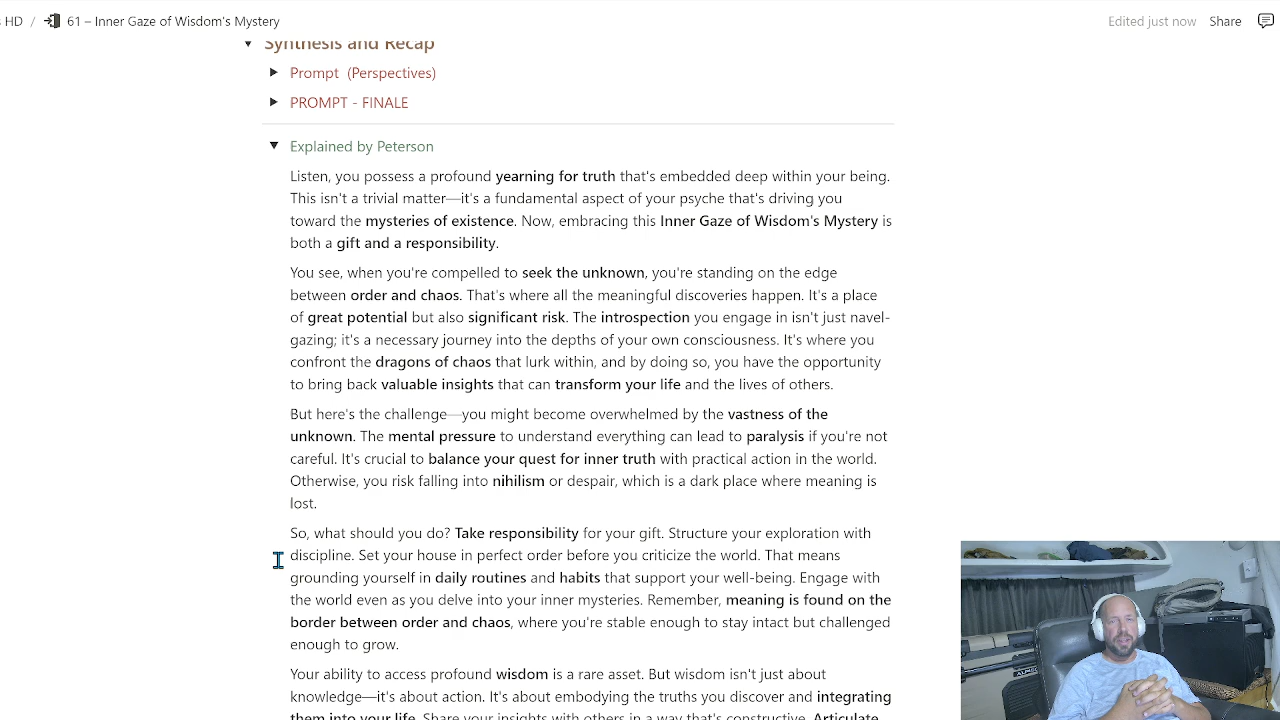 s HD / 61 – Inner Gaze of Wisdom's Mystery
Edited just now Share
Synthesis and Recap
Prompt (Perspectives)
PROMPT - FINALE
Explained by Peterson
Listen, you possess a profound yearning for truth that's embedded deep within your being.
This isn't a trivial matter—it's a fundamental aspect of your psyche that's driving you
toward the mysteries of existence. Now, embracing this Inner Gaze of Wisdom's Mystery is
both a gift and a responsibility.
You see, when you're compelled to seek the unknown, you're standing on the edge
between order and chaos. That's where all the meaningful discoveries happen. It's a place
of great potential but also significant risk. The introspection you engage in isn't just navel-
gazing; it's a necessary journey into the depths of your own consciousness. It's where you
confront the dragons of chaos that lurk within, and by doing so, you have the opportunity
to bring back valuable insights that can transform your life and the lives of others.
But here's the challenge—you might become overwhelmed by the vastness of the
unknown. The mental pressure to understand everything can lead to paralysis if you're not
careful. It's crucial to balance your quest for inner truth with practical action in the world.
Otherwise, you risk falling into nihilism or despair, which is a dark place where meaning is
lost.
So, what should you do? Take responsibility for your gift. Structure your exploration with
discipline. Set your house in perfect order before you criticize the world. That means
grounding yourself in daily routines and habits that support your well-being. Engage with
the world even as you delve into your inner mysteries. Remember, meaning is found on the
border between order and chaos, where you're stable enough to stay intact but challenged
enough to grow.
Your ability to access profound wisdom is a rare asset. But wisdom isn't just about
knowledge—it's about action. It's about embodying the truths you discover and integrating
them into your life. Share your insights with others in a way that's constructive. Articulate